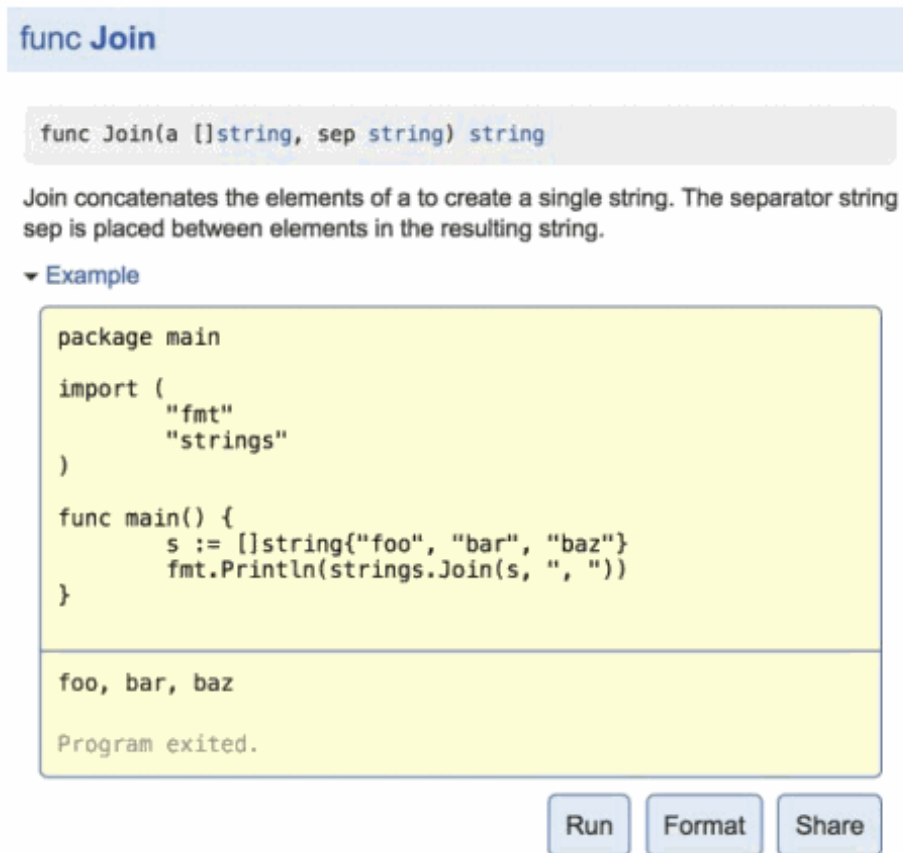 func Join
func Join(a []string, sep string) string
Join concatenates the elements of a to create a single string. The separator string
sep is placed between elements in the resulting string.
Example
package main
import (
"fmt"
"strings"
)
func main() {
s := []string{"foo", "bar", "baz"}
fmt.Println(strings.Join(s, ", "))
}
foo, bar, baz
Program exited.
Run Format Share